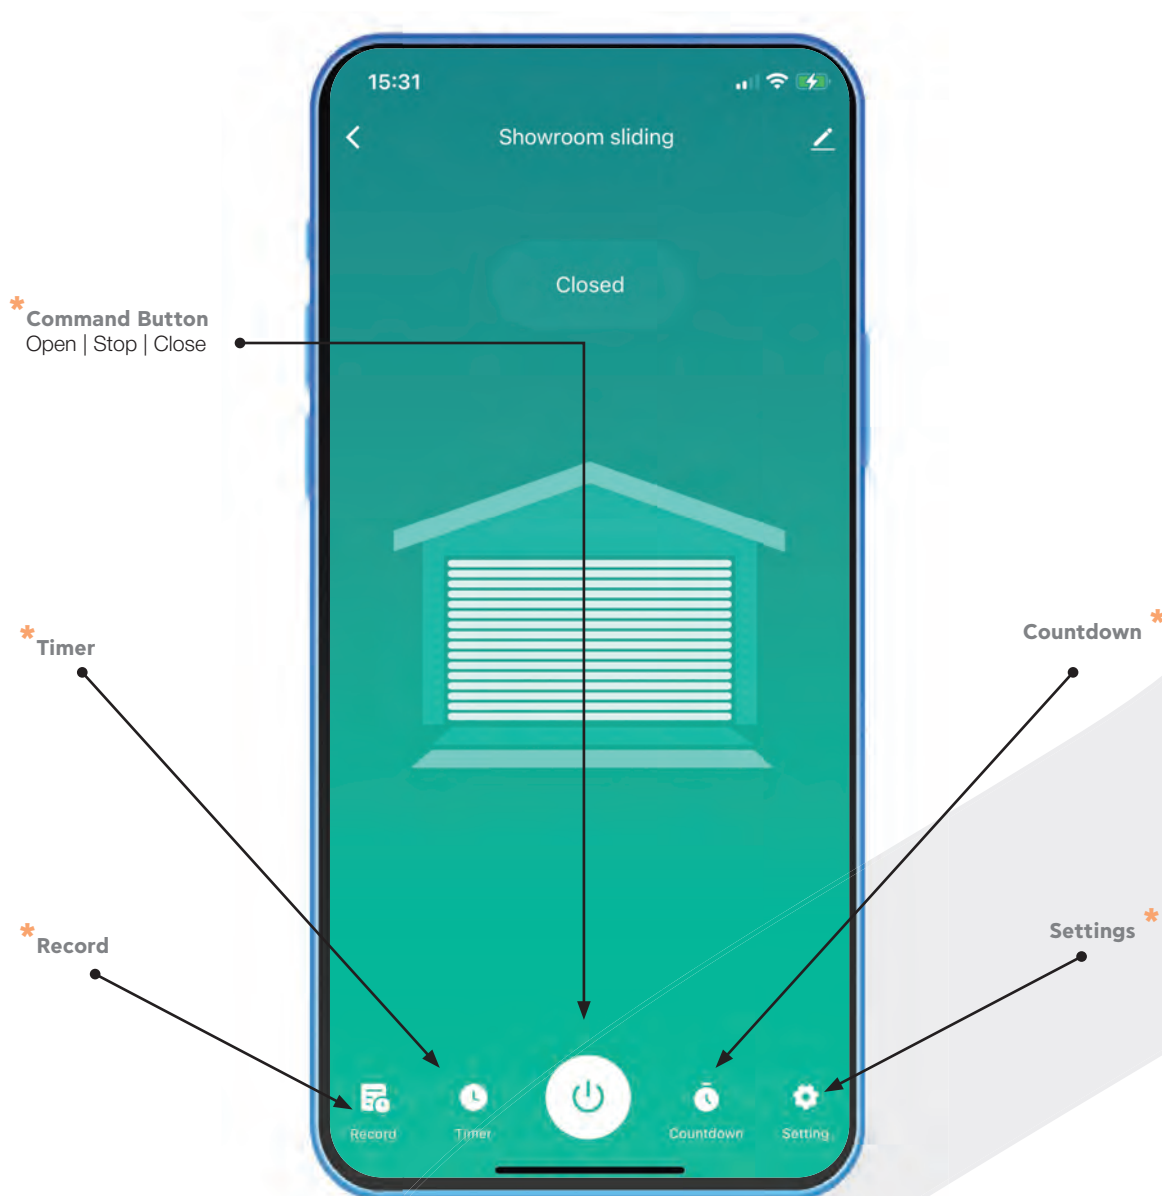 15:31
Showroom sliding
Closed
*Command Button
Open | Stop | Close
*Timer
Countdown *
*Record
Settings *
Record
Timer
Countdown
Setting